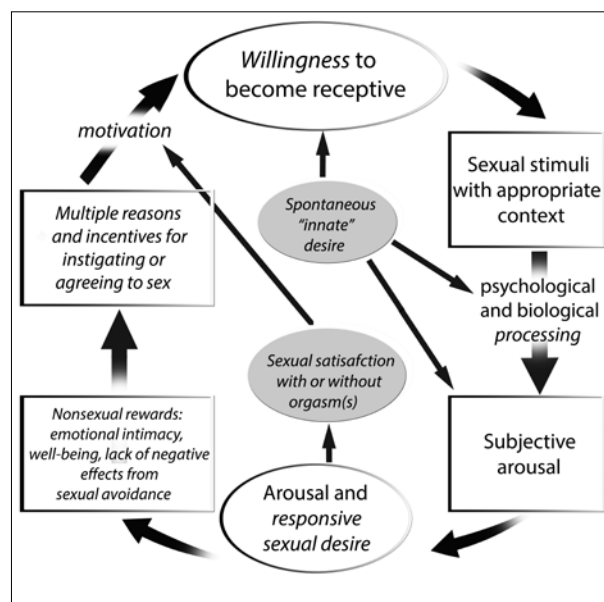 Willingness to
become receptive
motivation
Sexual stimuli
with appropriate
context
Multiple reasons
and incentives for
instigating or
agreeing to sex
Spontaneous
"innate"
desire
psychological
and biological
processing
Sexual satisafction
with or without
orgasm(s)
Nonsexual rewards:
emotional intimacy,
well-being, lack of negative
effects from
sexual avoidance
Subjective
arousal
Arousal and
responsive
sexual desire